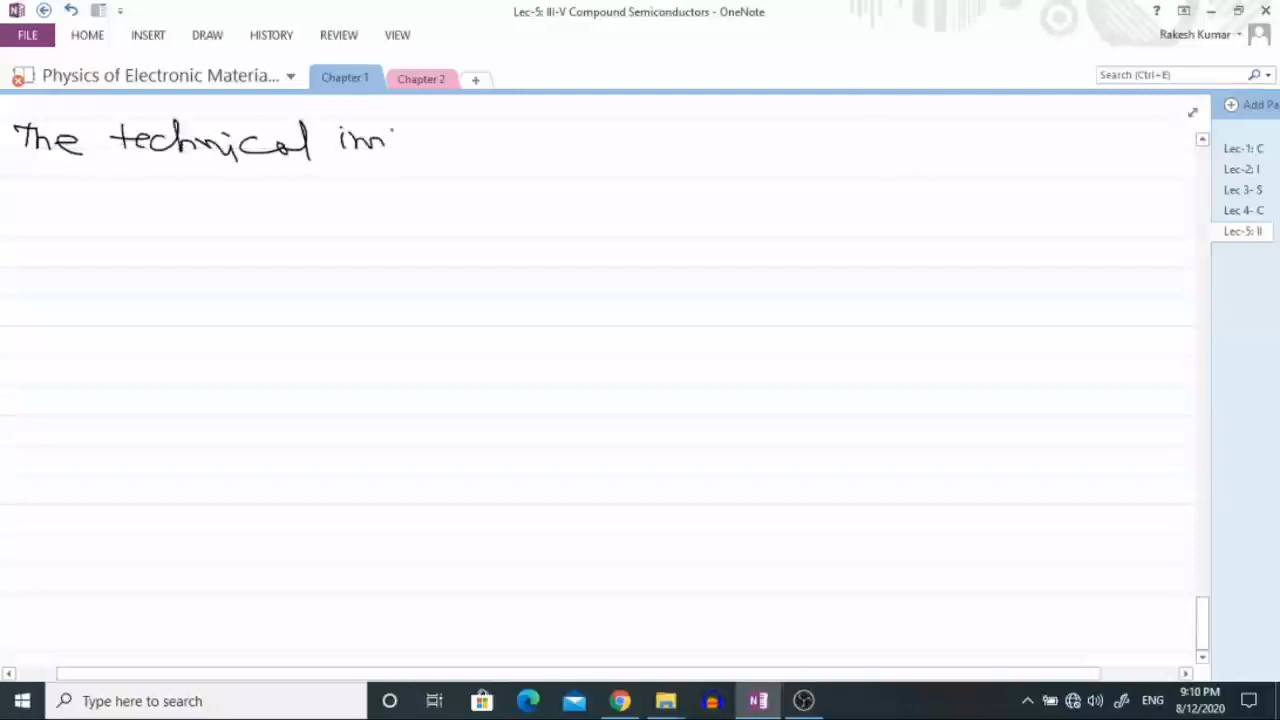 Lec-5: III-V Compound Semiconductors - OneNote
?
FILE HOME INSERT DRAW HISTORY REVIEW VIEW
Rakesh Kumar
Physics of Electronic Materia... Chapter 1 Chapter 2 +
Search (Ctrl+E)
Add Pa
The technical
Lec-1: C
Lec-2: I
Lec 3- S
Lec 4- C
Lec-5: II
Type here to search
ENG
9:10 PM
8/12/2020